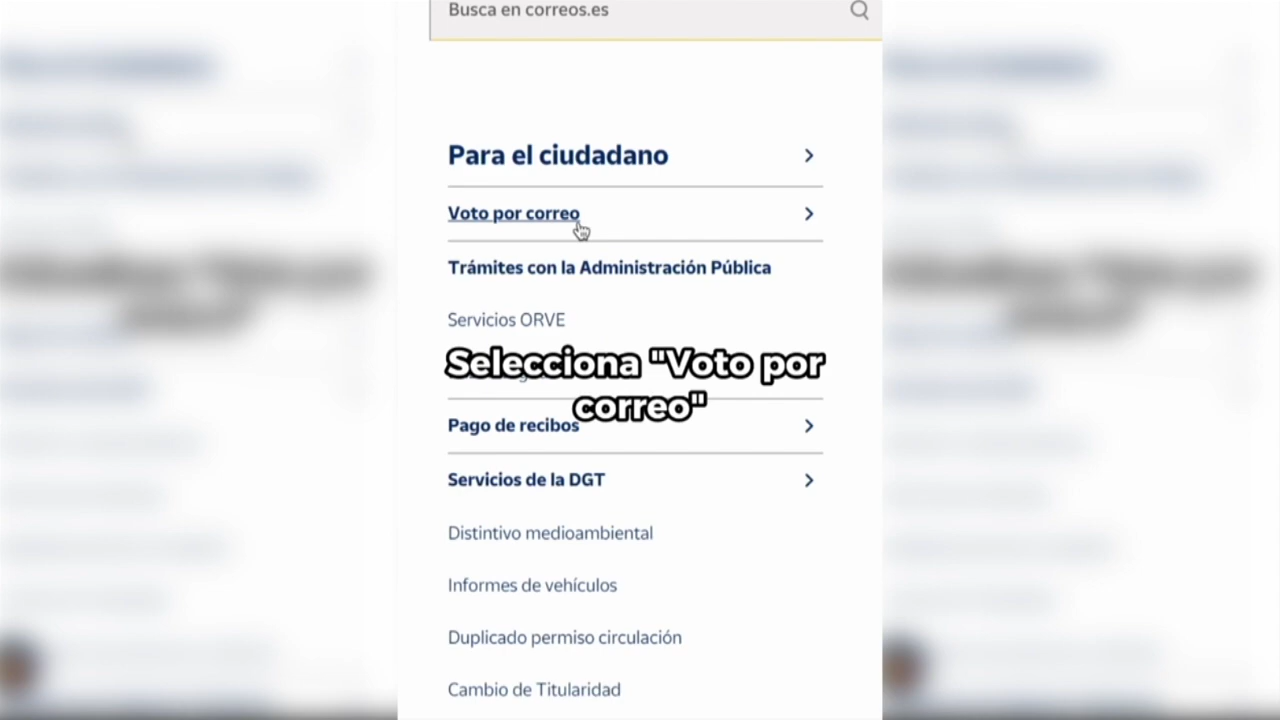 Busca en correos.es
Para el ciudadano
Voto por correo
Trámites con la Administración Pública
Servicios ORVE
Selecciona "Voto por
correo"
Pago de recibos
Servicios de la DGT
Distintivo medioambiental
Informes de vehículos
Duplicado permiso circulación
Cambio de Titularidad